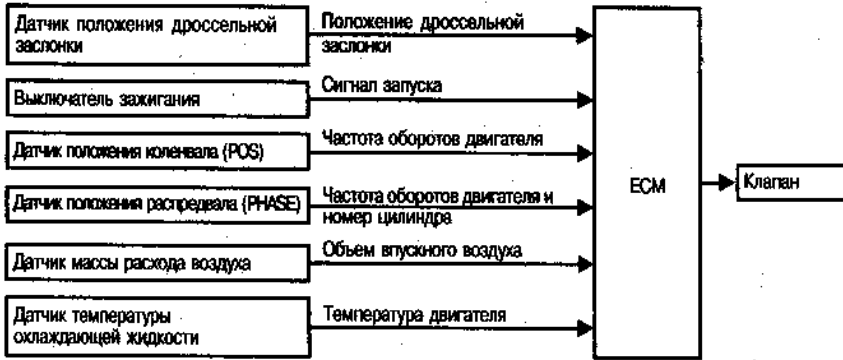 Датчик положения дроссельной
заслонки
Положение дроссельной
заслонки
Выключатель зажигания
Сигнал запуска
Датчик положения коленвала (POS)
Частота оборотов двигателя
Датчик положения распредвала (PHASE)
Частота оборотов двигателя и
номер цилиндра
Датчик массы расхода воздуха
Объем впускного воздуха
Датчик температуры
охлаждающей жидкости
Температура двигателя
ECM
Клапан